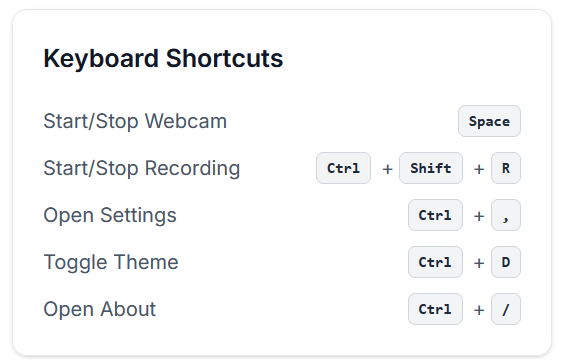 Keyboard Shortcuts
Start/Stop Webcam Space
Start/Stop Recording Ctrl + Shift + R
Open Settings Ctrl + ,
Toggle Theme Ctrl + D
Open About Ctrl + /